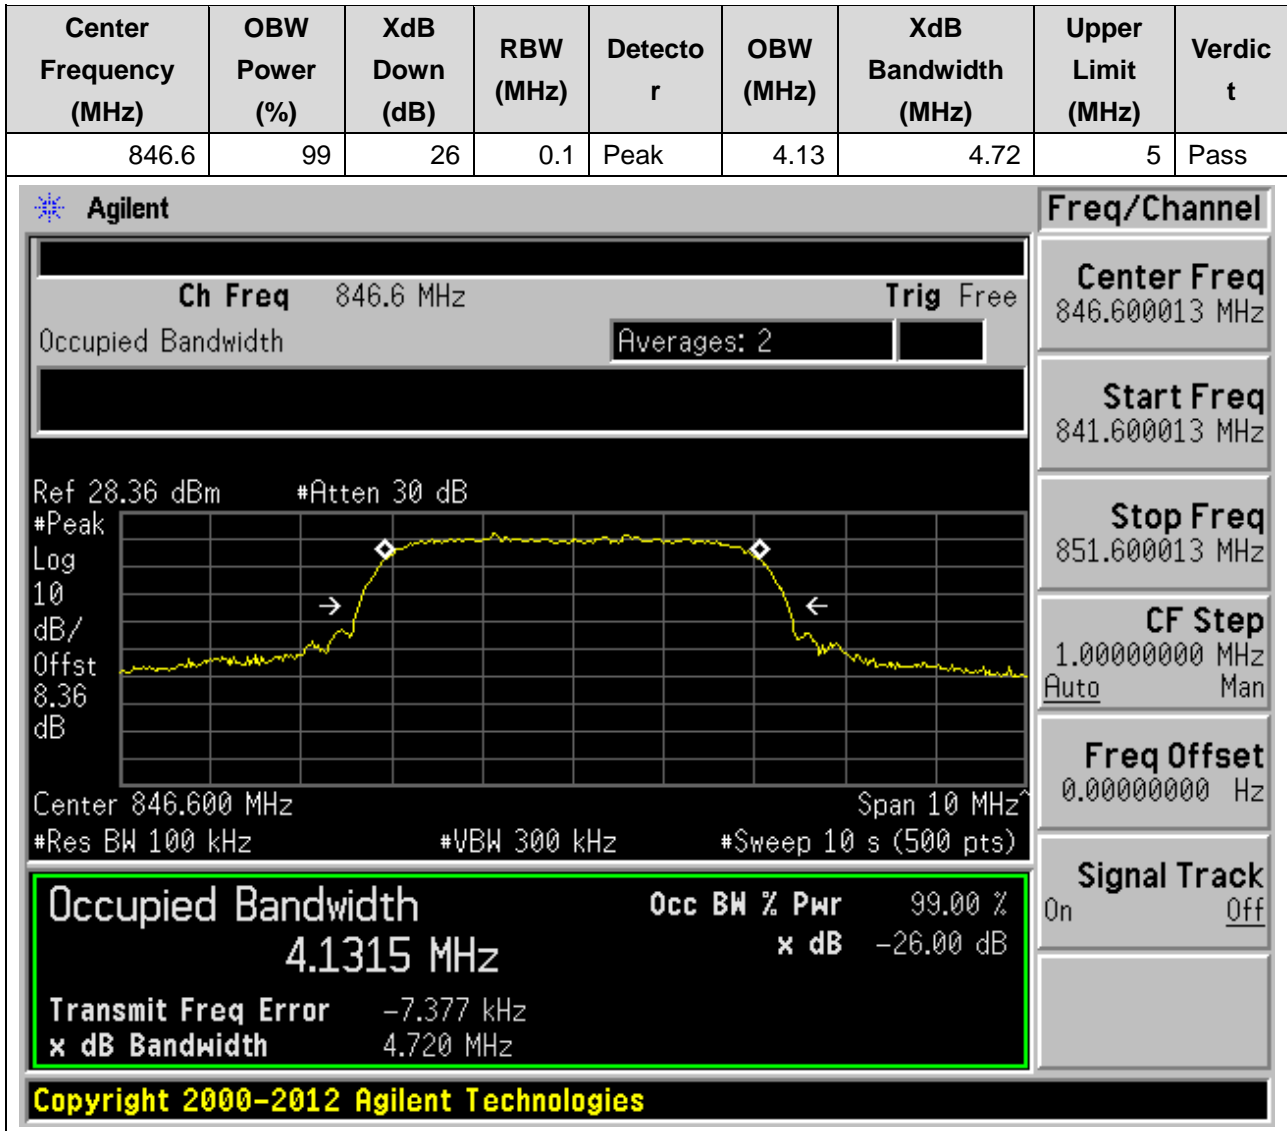 Center Frequency (MHz) OBW Power (%) XdB Down (dB) RBW (MHz) Detecto r OBW (MHz) XdB Bandwidth (MHz) Upper Limit (MHz) Verdic t
846.6 99 26 0.1 Peak 4.13 4.72 5 Pass
Agilent
Freq/Channel
Ch Freq 846.6 MHz Trig Free
Occupied Bandwidth Averages: 2
Center Freq
846.600013 MHz
Start Freq
841.600013 MHz
Stop Freq
851.600013 MHz
CF Step
1.00000000 MHz
Auto Man
Freq Offset
0.00000000 Hz
Signal Track
On Off
Ref 28.36 dBm #Atten 30 dB
#Peak
Log
10
dB/
Offst
8.36
dB
Center 846.600 MHz Span 10 MHz^
#Res BW 100 kHz #VBW 300 kHz #Sweep 10 s (500 pts)
Occupied Bandwidth Occ BW % Pwr 99.00 %
4.1315 MHz x dB -26.00 dB
Transmit Freq Error -7.377 kHz
x dB Bandwidth 4.720 MHz
Copyright 2000-2012 Agilent Technologies